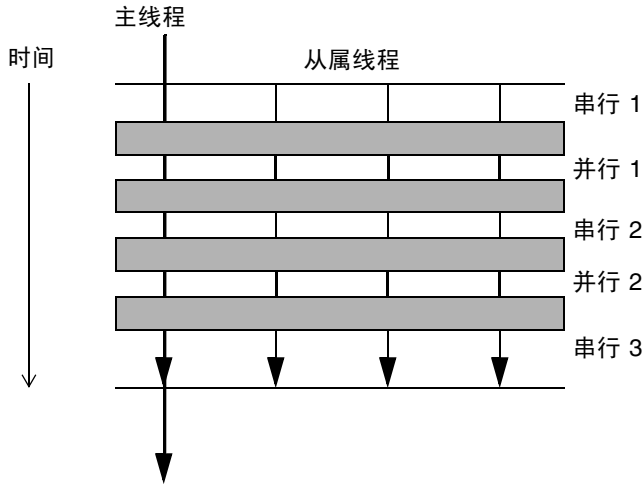 主线程
时间
从属线程
串行 1
并行 1
串行 2
并行 2
串行 3